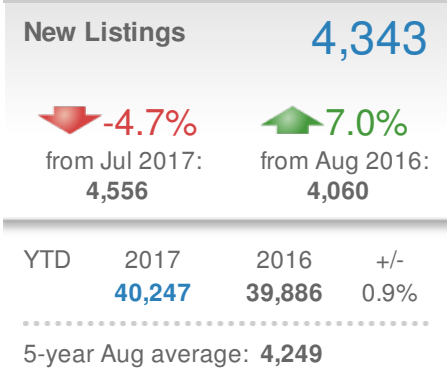 New Listings 4,343
-4.7% 7.0%
from Jul 2017: from Aug 2016:
4,556 4,060
YTD 2017 2016 +/-
40,247 39,886 0.9%
5-year Aug average: 4,249